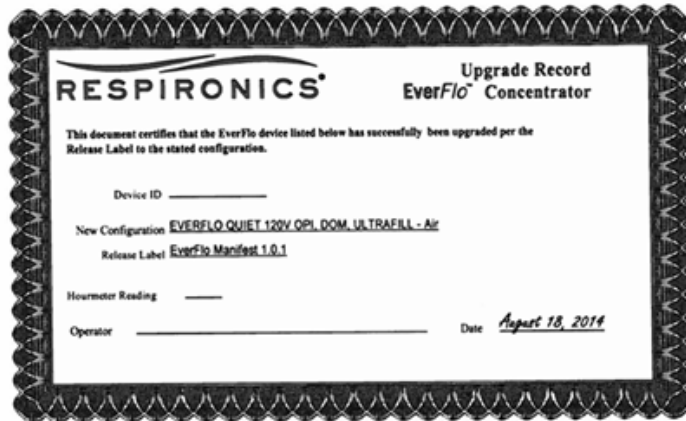 RESPIRONICS
Upgrade Record
EverFlo™ Concentrator
This document certifies that the EverFlo device listed below has successfully been upgraded per the
Release Label to the stated configuration.
Device ID
New Configuration EVERFLO QUIET 120V OPI, DOM, ULTRAFILL - Air
Release Label EverFlo Manifest 1.0.1
Hourmeter Reading
Operator
Date August 18, 2014